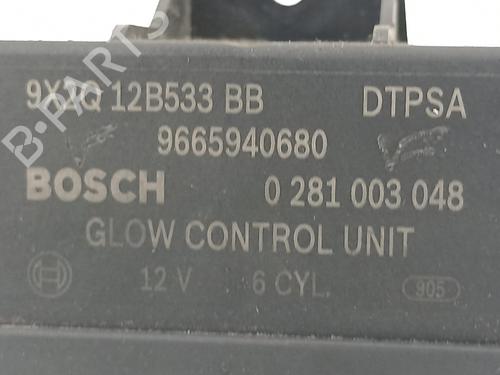 B-PARTS
9X2Q 12B533 BB DTPSA
9665940680
BOSCH 0 281 003 048
GLOW CONTROL UNIT
12 V 6 CYL. 905